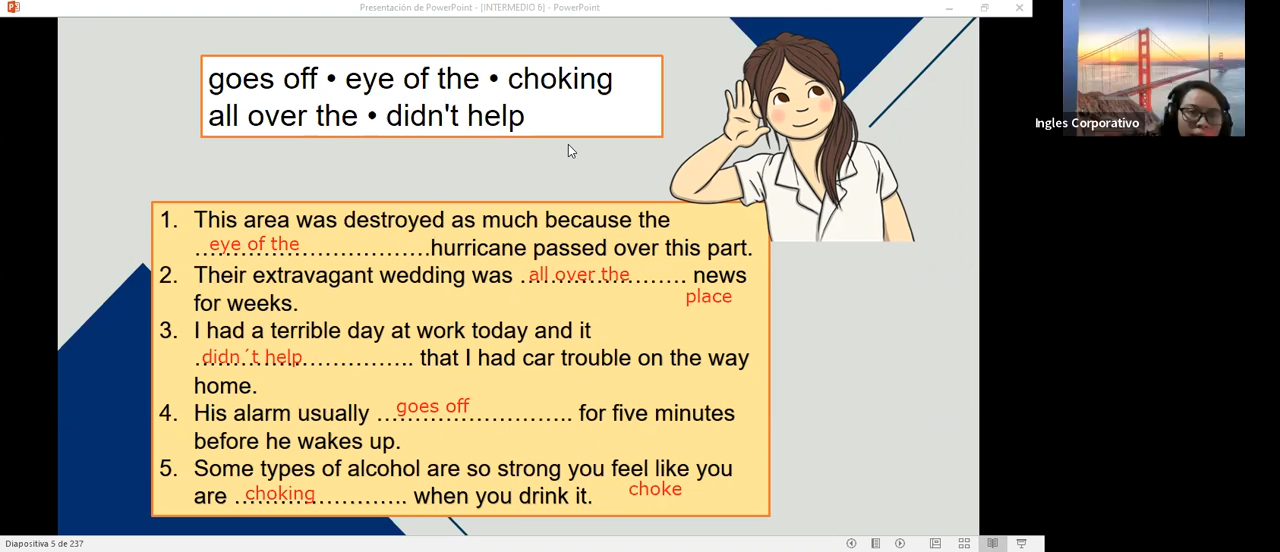 Presentación de PowerPoint - [INTERMEDIO 6] - PowerPoint
goes off • eye of the • choking
all over the • didn't help
Ingles Corporativo
1. This area was destroyed as much because the
eye of the hurricane passed over this part.
2. Their extravagant wedding was all over the news
place
for weeks.
3. I had a terrible day at work today and it
didn´t help that I had car trouble on the way
home.
4. His alarm usually goes off for five minutes
before he wakes up.
5. Some types of alcohol are so strong you feel like you
are choking when you drink it. choke
Diapositiva 5 de 237